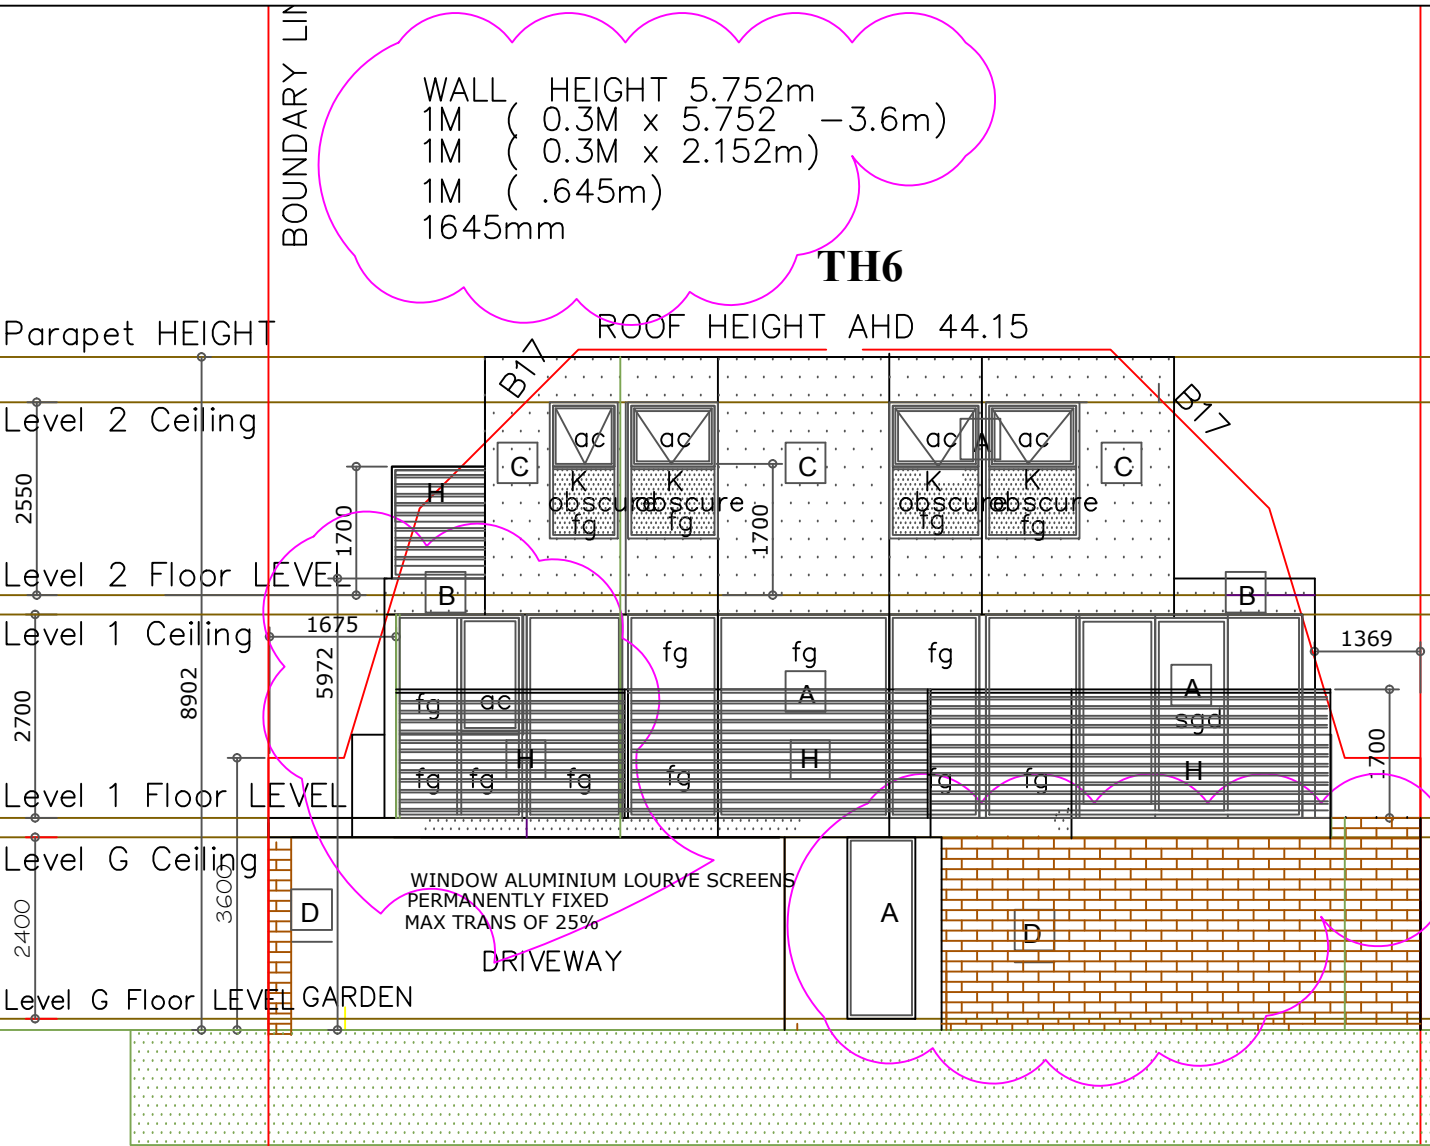 BOUNDARY LIN
WALL HEIGHT 5.752m
1M ( 0.3M x 5.752 -3.6m)
1M ( 0.3M x 2.152m)
1M ( .645m)
1645mm
TH6
ROOF HEIGHT AHD 44.15
Parapet HEIGHT
B17
B17
Level 2 Ceiling
ac
ac
ac
A
ac
C
C
C
H
K
K
K
K
obscure
obscure
obscure
obscure
fg
fg
fg
fg
2550
1700
1700
Level 2 Floor LEVEL
B
B
Level 1 Ceiling
1675
1369
fg
fg
fg
5972
8902
2700
A
A
fg
ac
sgd
1700
H
H
H
fg
fg
fg
fg
fg
fg
Level 1 Floor LEVEL
Level G Ceiling
3600
2400
WINDOW ALUMINIUM LOURVE SCREENS
PERMANENTLY FIXED
MAX TRANS OF 25%
D
A
D
DRIVEWAY
Level G Floor LEVEL
GARDEN